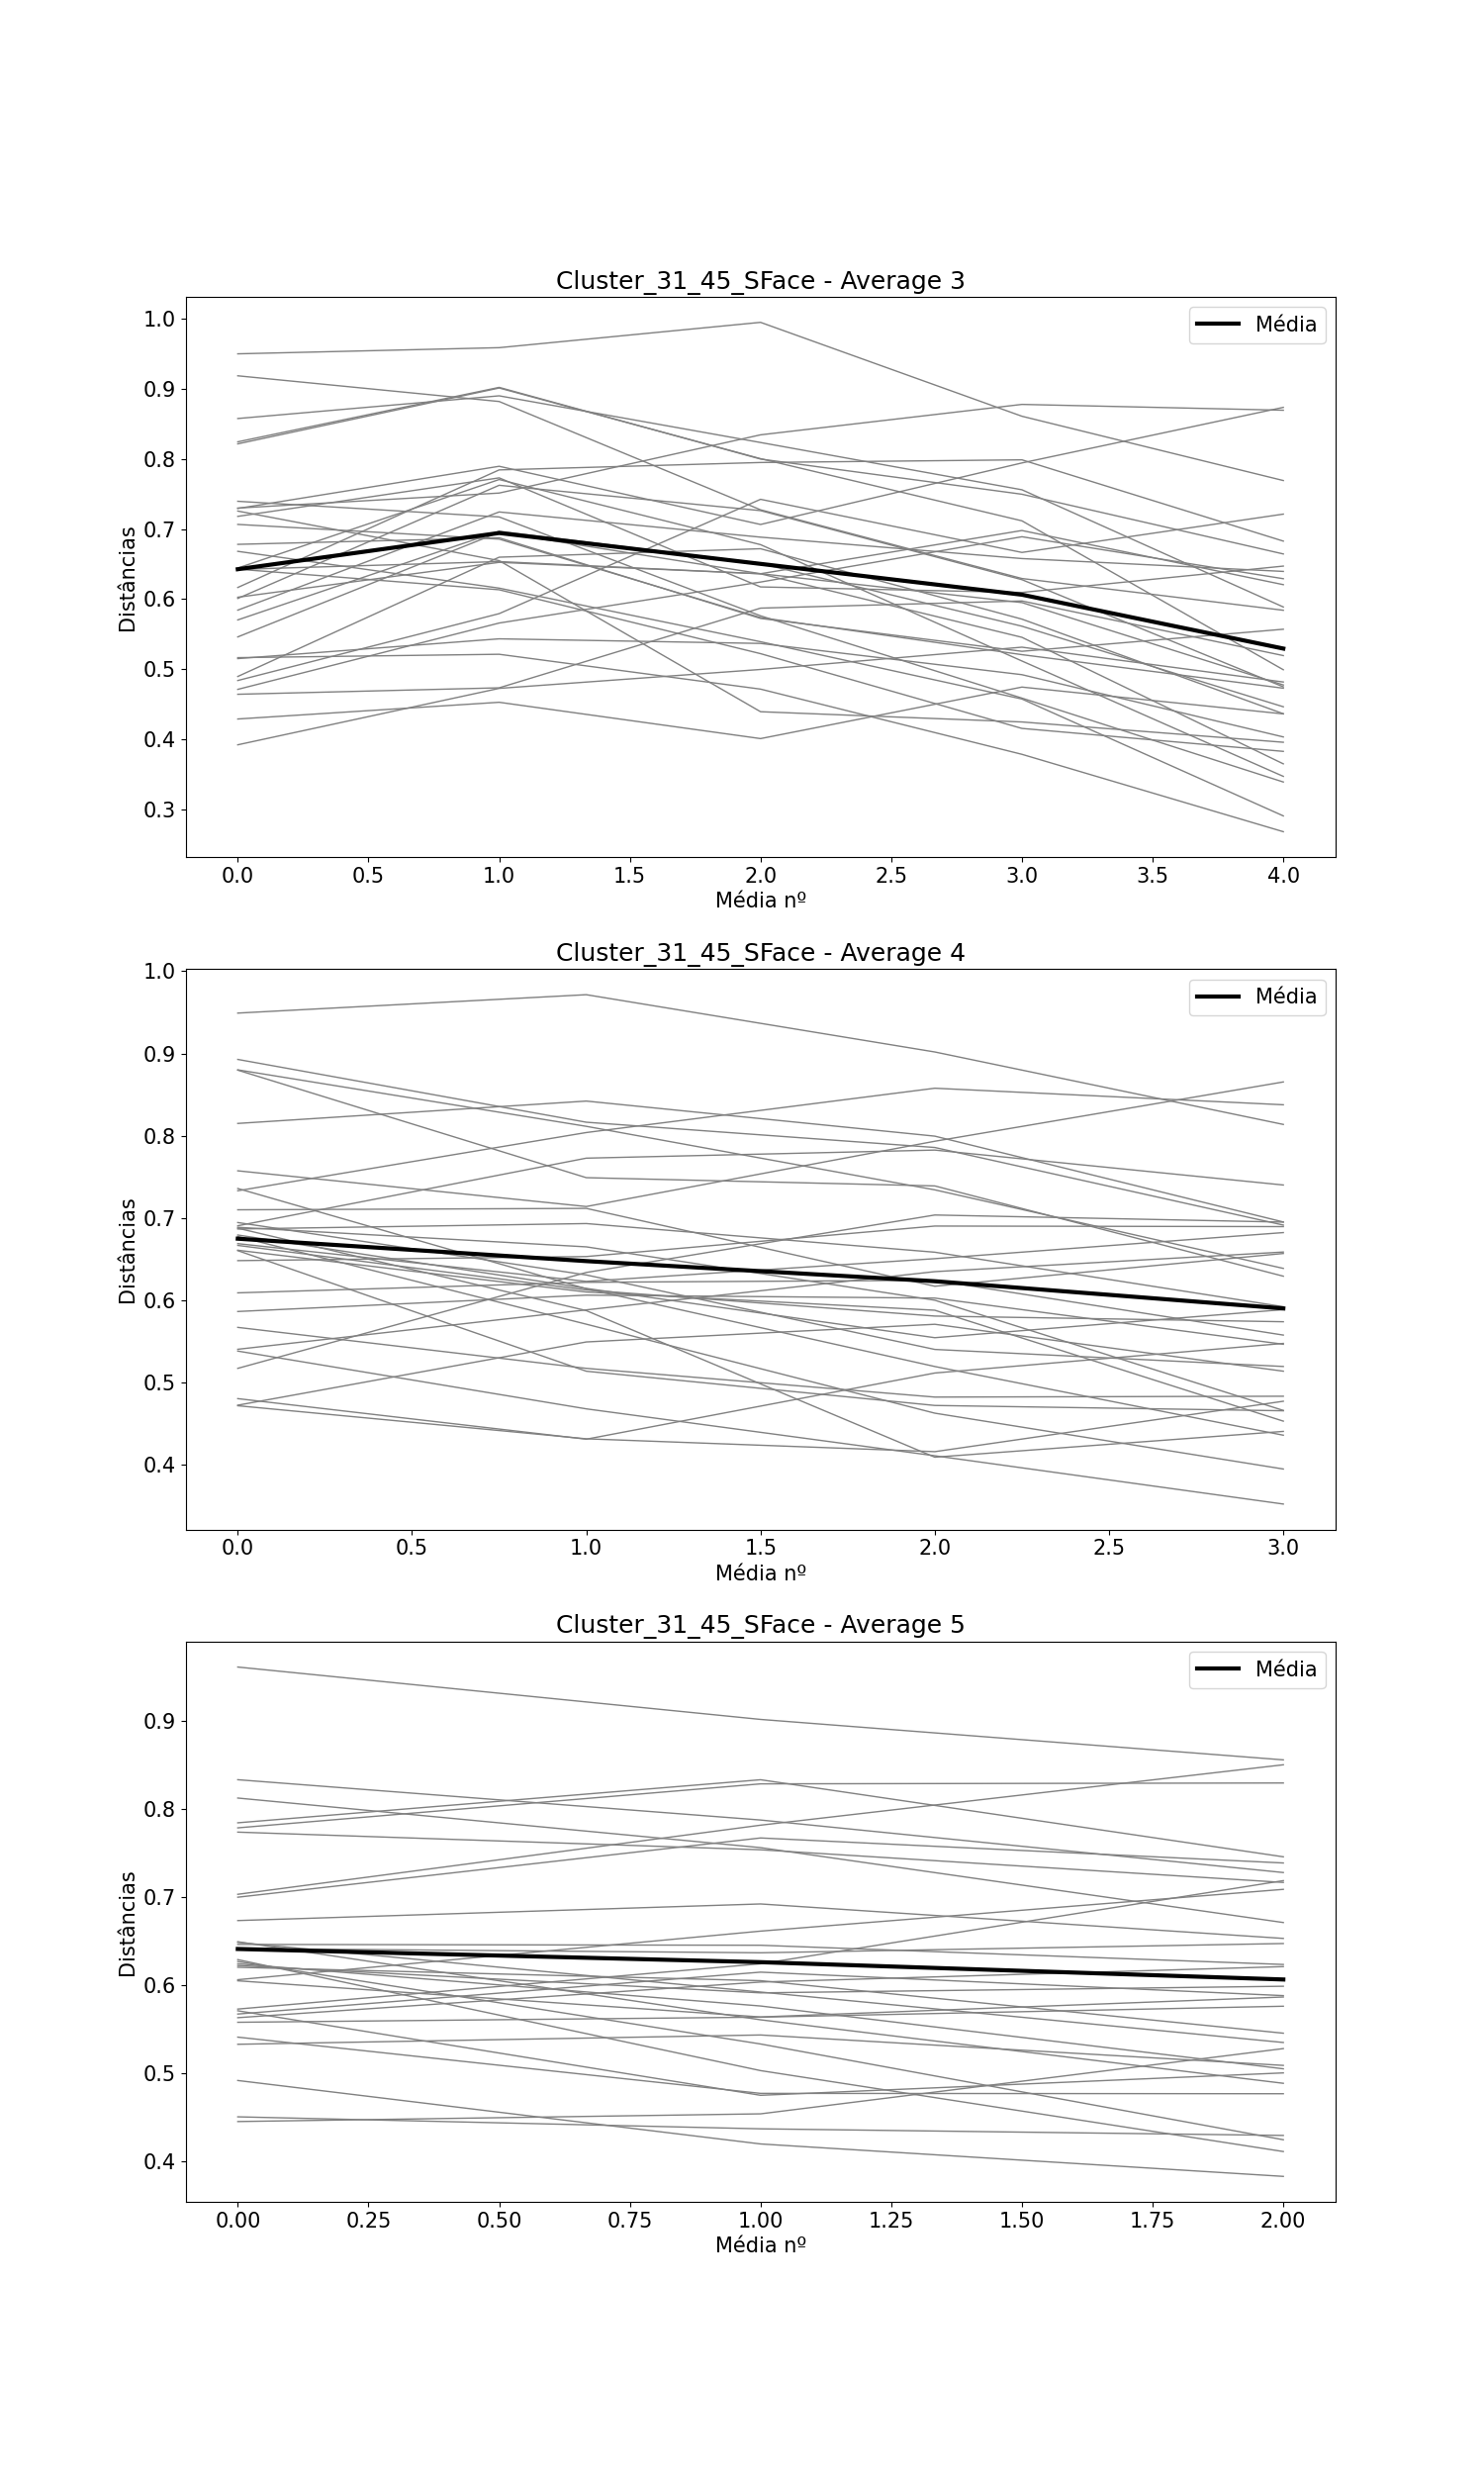 Cluster_31_45_SFace - Average 3
Média
Distâncias
1.0
0.9
0.8
0.7
0.6
0.5
0.4
0.3
0.0 0.5 1.0 1.5 2.0 2.5 3.0 3.5 4.0
Média nº
Cluster_31_45_SFace - Average 4
Média
Distâncias
1.0
0.9
0.8
0.7
0.6
0.5
0.4
0.0 0.5 1.0 1.5 2.0 2.5 3.0
Média nº
Cluster_31_45_SFace - Average 5
Média
Distâncias
0.9
0.8
0.7
0.6
0.5
0.4
0.00 0.25 0.50 0.75 1.00 1.25 1.50 1.75 2.00
Média nº